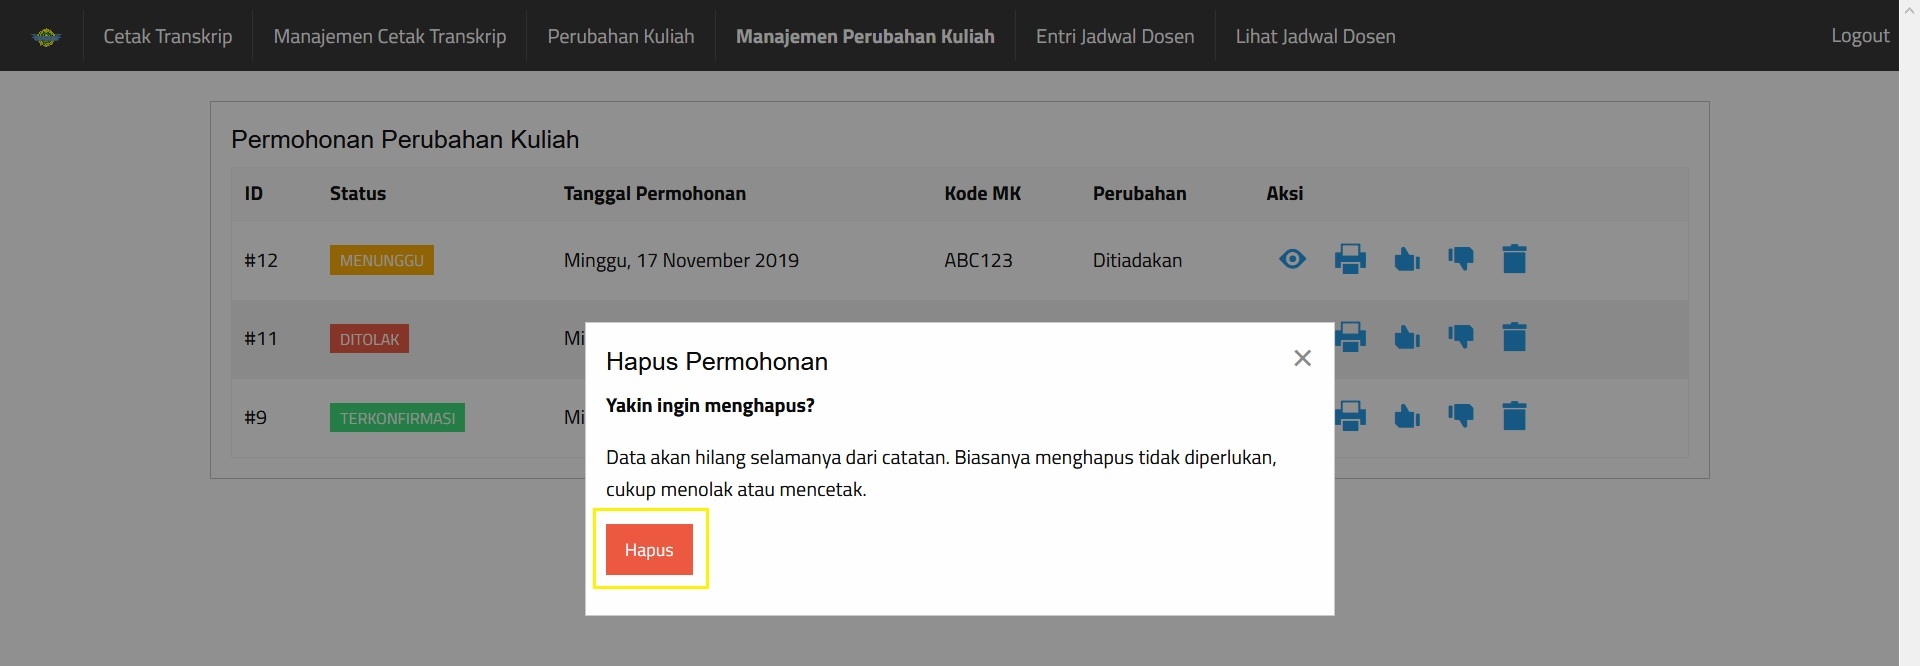 Cetak Transkrip Manajemen Cetak Transkrip Perubahan Kuliah Manajemen Perubahan Kuliah Entri Jadwal Dosen Lihat Jadwal Dosen Logout
Permohonan Perubahan Kuliah
ID Status Tanggal Permohonan Kode MK Perubahan Aksi
#12 MENUNGGU Minggu, 17 November 2019 ABC123 Ditiadakan
#11 DITOLAK
#9 TERKONFIRMASI
Hapus Permohonan ×
Yakin ingin menghapus?
Data akan hilang selamanya dari catatan. Biasanya menghapus tidak diperlukan,
cukup menolak atau mencetak.
Hapus